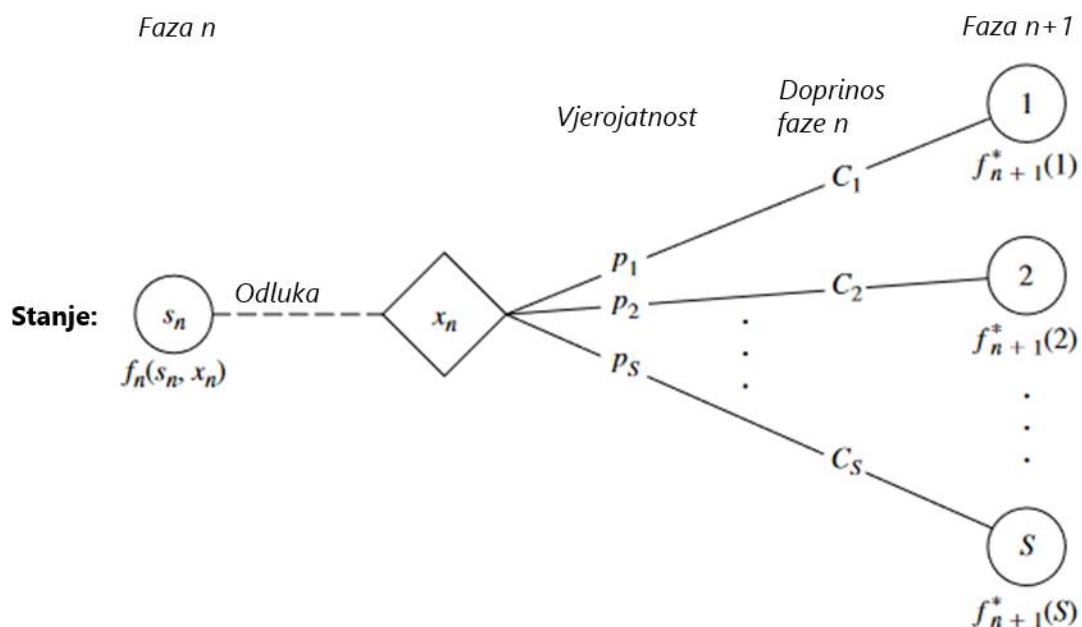 Faza n
Faza n+1
Vjerojatnost
Doprinos
faze n
1
C₁
f*ₙ₊₁(1)
p₁
Stanje:
sₙ
Odluka
xₙ
p₂
C₂
2
fₙ(sₙ, xₙ)
f*ₙ₊₁(2)
pS
CS
S
f*ₙ₊₁(S)